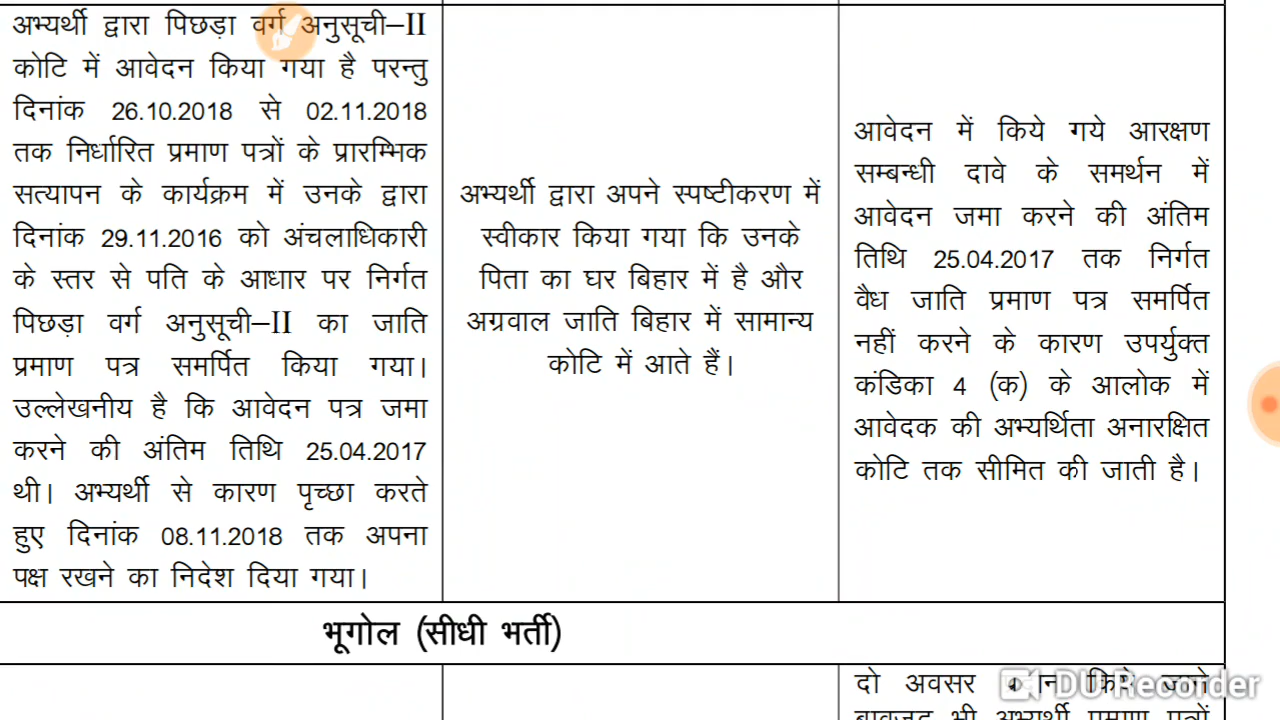 अभ्यर्थी द्वारा पिछड़ा वर्ग अनुसूची–II
कोटि में आवेदन किया गया है परन्तु
दिनांक 26.10.2018 से 02.11.2018
तक निर्धारित प्रमाण पत्रों के प्रारम्भिक
सत्यापन के कार्यक्रम में उनके द्वारा
दिनांक 29.11.2016 को अंचलाधिकारी
के स्तर से पति के आधार पर निर्गत
पिछड़ा वर्ग अनुसूची–II का जाति
प्रमाण पत्र समर्पित किया गया।
उल्लेखनीय है कि आवेदन पत्र जमा
करने की अंतिम तिथि 25.04.2017
थी। अभ्यर्थी से कारण पृच्छा करते
हुए दिनांक 08.11.2018 तक अपना
पक्ष रखने का निदेश दिया गया।
अभ्यर्थी द्वारा अपने स्पष्टीकरण में
स्वीकार किया गया कि उनके
पिता का घर बिहार में है और
अग्रवाल जाति बिहार में सामान्य
कोटि में आते हैं।
आवेदन में किये गये आरक्षण
सम्बन्धी दावे के समर्थन में
आवेदन जमा करने की अंतिम
तिथि 25.04.2017 तक निर्गत
वैध जाति प्रमाण पत्र समर्पित
नहीं करने के कारण उपर्युक्त
कंडिका 4 (क) के आलोक में
आवेदक की अभ्यर्थिता अनारक्षित
कोटि तक सीमित की जाती है।
भूगोल (सीधी भर्ती)
दो अवसर किये जाने
बावजूद भी अभ्यर्थी प्रमाण पत्रों
DU Recorder